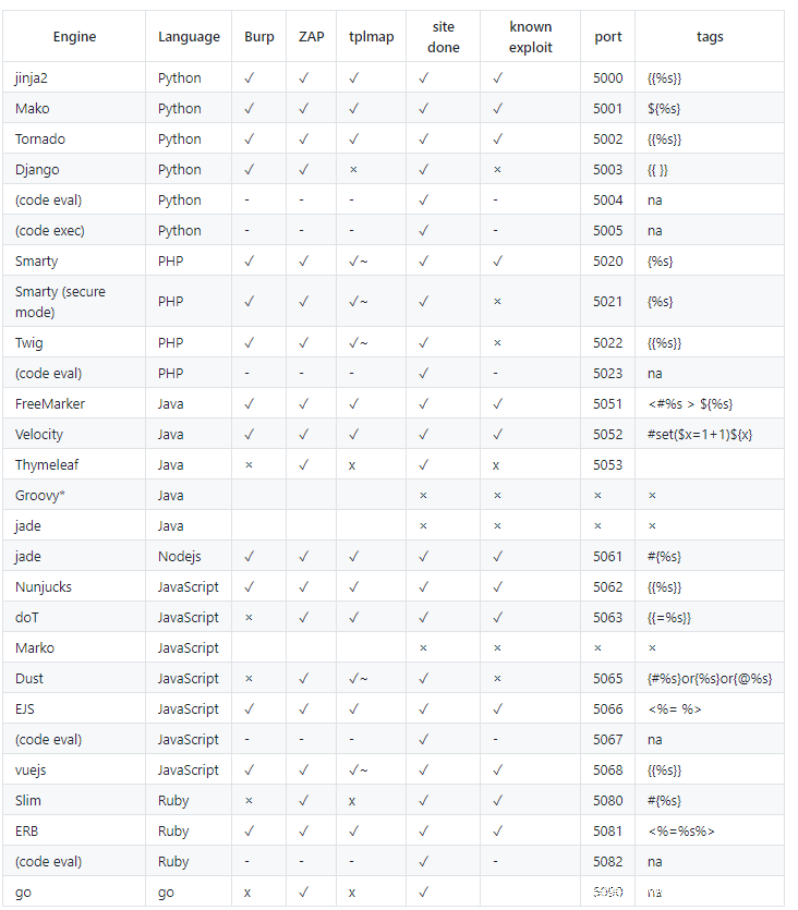 Engine Language Burp ZAP tplmap site done known exploit port tags
jinja2 Python ✓ ✓ ✓ ✓ ✓ 5000 {{%s}}
Mako Python ✓ ✓ ✓ ✓ ✓ 5001 ${%s}
Tornado Python ✓ ✓ ✓ ✓ ✓ 5002 {{%s}}
Django Python ✓ ✓ × ✓ × 5003 {{ }}
(code eval) Python - - - ✓ - 5004 na
(code exec) Python - - - ✓ - 5005 na
Smarty PHP ✓ ✓ ✓~ ✓ ✓ 5020 {%s}
Smarty (secure mode) PHP ✓ ✓ ✓~ ✓ × 5021 {%s}
Twig PHP ✓ ✓ ✓~ ✓ × 5022 {{%s}}
(code eval) PHP - - - ✓ - 5023 na
FreeMarker Java ✓ ✓ ✓ ✓ ✓ 5051 <#%s > ${%s}
Velocity Java ✓ ✓ ✓ ✓ ✓ 5052 #set($x=1+1)${x}
Thymeleaf Java × ✓ x ✓ x 5053
Groovy* Java × × × ×
jade Java × × × ×
jade Nodejs ✓ ✓ ✓ ✓ ✓ 5061 #{%s}
Nunjucks JavaScript ✓ ✓ ✓ ✓ ✓ 5062 {{%s}}
doT JavaScript × ✓ ✓ ✓ ✓ 5063 {{=%s}}
Marko JavaScript × × × ×
Dust JavaScript × ✓ ✓~ ✓ × 5065 {#%s}or{%s}or{@%s}
EJS JavaScript ✓ ✓ ✓ ✓ ✓ 5066 <%= %>
(code eval) JavaScript - - - ✓ - 5067 na
vuejs JavaScript ✓ ✓ ✓~ ✓ ✓ 5068 {{%s}}
Slim Ruby × ✓ x ✓ ✓ 5080 #{%s}
ERB Ruby ✓ ✓ ✓ ✓ ✓ 5081 <%=%s%>
(code eval) Ruby - - - ✓ - 5082 na
go go x ✓ x ✓ 5090 na